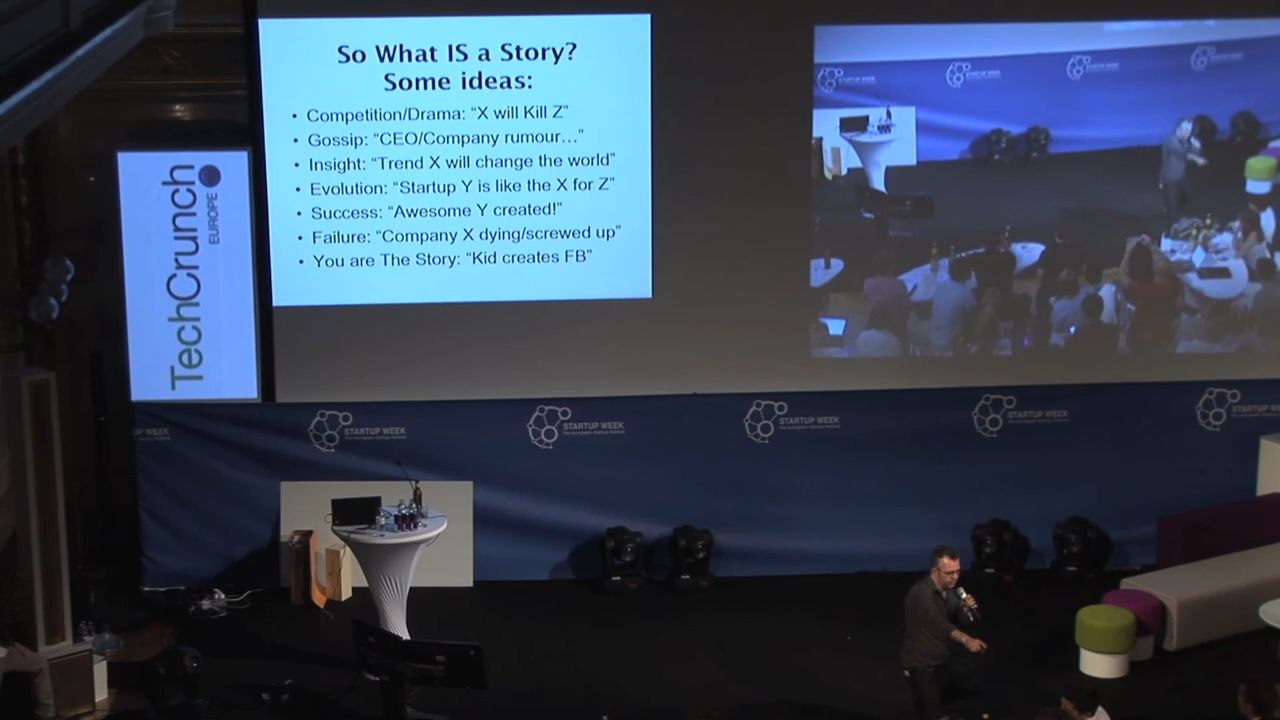 So What IS a Story?
Some ideas:
• Competition/Drama: “X will Kill Z”
• Gossip: “CEO/Company rumour…”
• Insight: “Trend X will change the world”
• Evolution: “Startup Y is like the X for Z”
• Success: “Awesome Y created!”
• Failure: “Company X dying/screwed up”
• You are The Story: “Kid creates FB”
TechCrunch
EUROPE
STARTUP WEEK
STARTUP WEEK
STARTUP WEEK
STARTUP WEEK
STARTUP WEEK